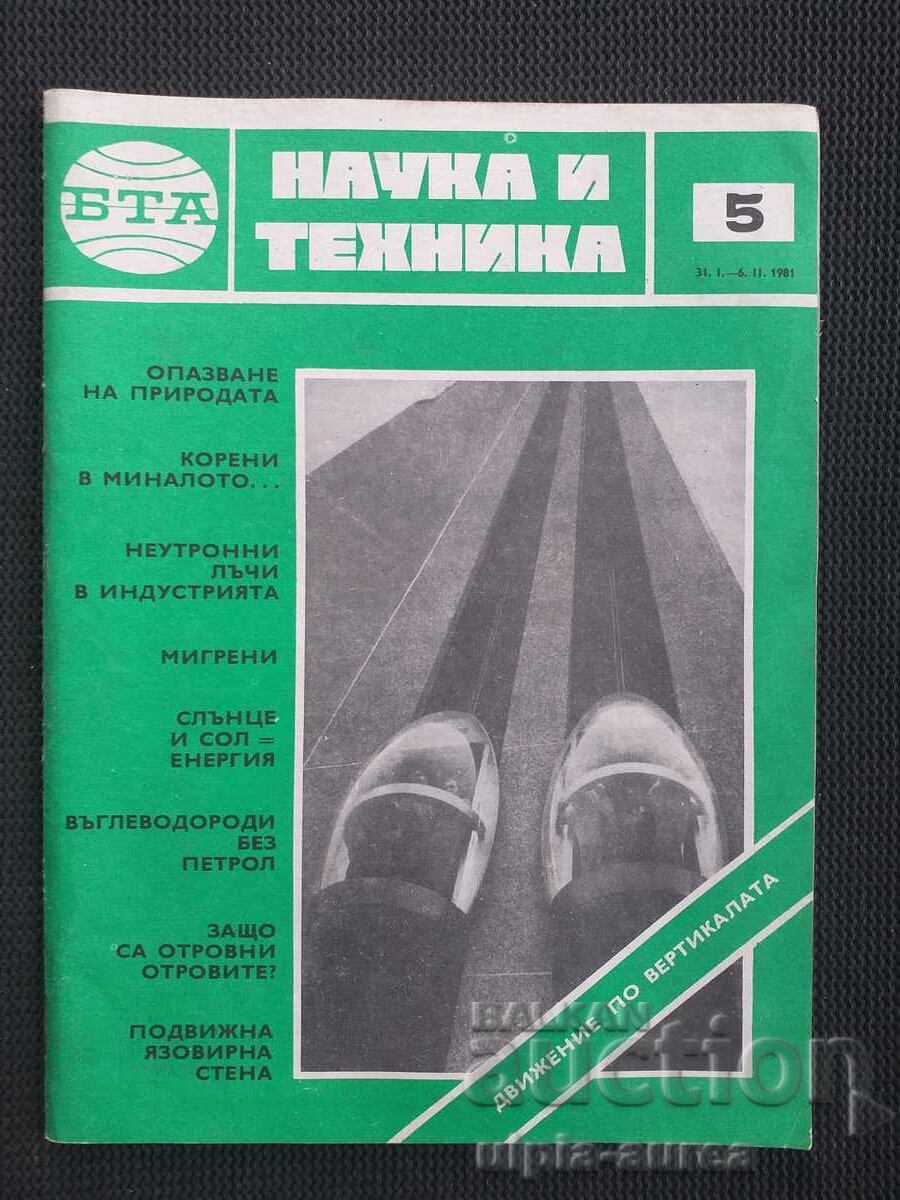 БТА
НАУКА И
ТЕХНИКА
5
31. I.—6. II. 1981
ОПАЗВАНЕ
НА ПРИРОДАТА
КОРЕНИ
В МИНАЛОТО...
НЕУТРОННИ
ЛЪЧИ
В ИНДУСТРИЯТА
МИГРЕНИ
СЛЪНЦЕ
И СОЛ =
ЕНЕРГИЯ
ВЪГЛЕВОДОРОДИ
БЕЗ
ПЕТРОЛ
ЗАЩО
СА ОТРОВНИ
ОТРОВИТЕ?
ПОДВИЖНА
ЯЗОВИРНА
СТЕНА
ДВИЖЕНИЕ ПО ВЕРТИКАЛАТА
BALKAN
auction
ulpia-aurea